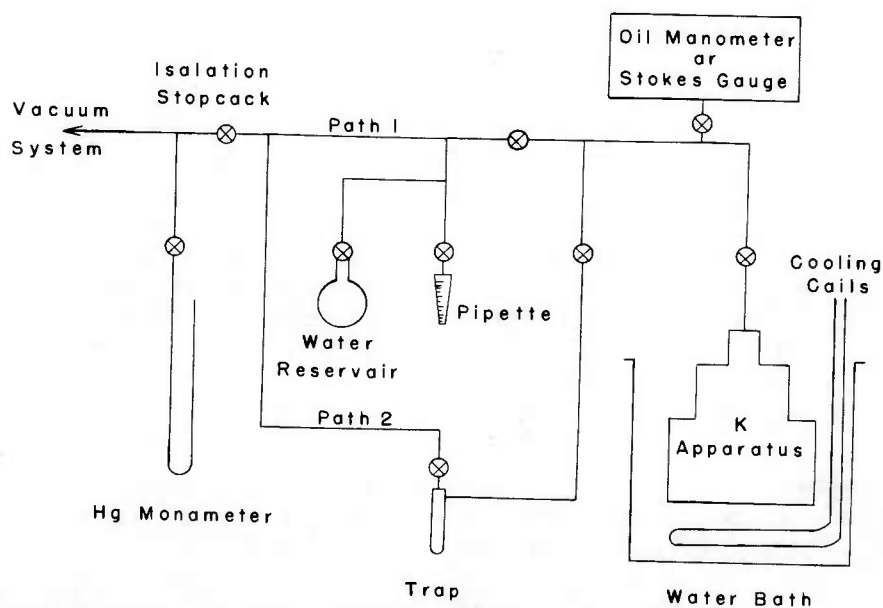 Oil Manometer
ar
Stokes Gauge
Isalation
Stopcack
Vacuum
System
Path 1
Cooling
Cails
Pipette
Water
Reservair
Path 2
K
Apparatus
Hg Monameter
Trap
Water Bath